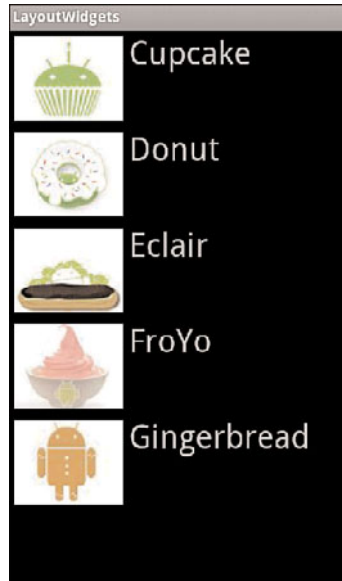 LayoutWidgets
Cupcake
Donut
Eclair
FroYo
Gingerbread